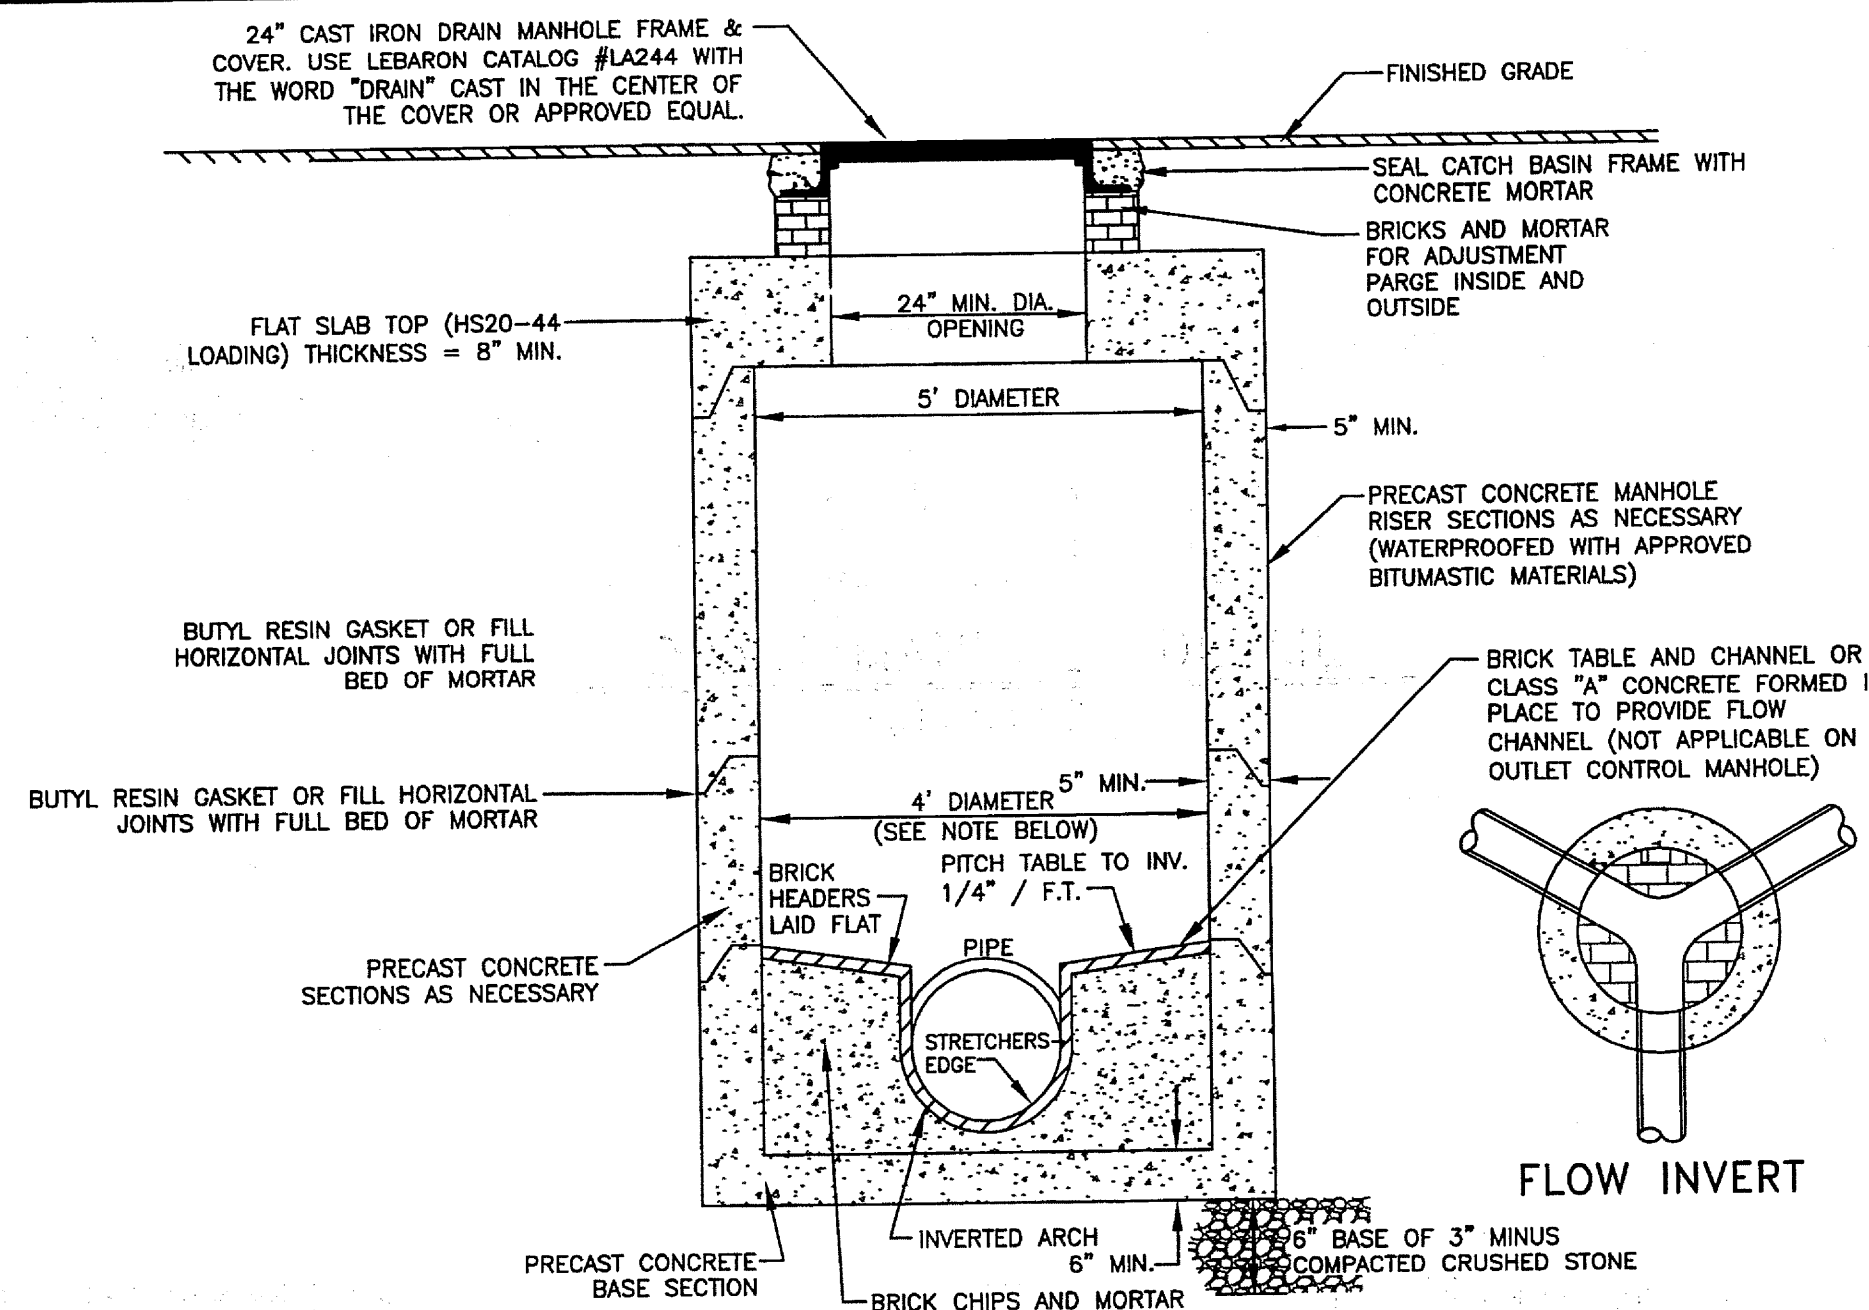 24" CAST IRON DRAIN MANHOLE FRAME &
COVER. USE LEBARON CATALOG #LA244 WITH
THE WORD "DRAIN" CAST IN THE CENTER OF
THE COVER OR APPROVED EQUAL.
FINISHED GRADE
SEAL CATCH BASIN FRAME WITH
CONCRETE MORTAR
BRICKS AND MORTAR
FOR ADJUSTMENT
PARGE INSIDE AND
OUTSIDE
24" MIN. DIA.
OPENING
FLAT SLAB TOP (HS20-44
LOADING) THICKNESS = 8" MIN.
5' DIAMETER
5" MIN.
PRECAST CONCRETE MANHOLE
RISER SECTIONS AS NECESSARY
(WATERPROOFED WITH APPROVED
BITUMASTIC MATERIALS)
BUTYL RESIN GASKET OR FILL
HORIZONTAL JOINTS WITH FULL
BED OF MORTAR
BRICK TABLE AND CHANNEL OR
CLASS "A" CONCRETE FORMED I
PLACE TO PROVIDE FLOW
CHANNEL (NOT APPLICABLE ON
OUTLET CONTROL MANHOLE)
BUTYL RESIN GASKET OR FILL HORIZONTAL
JOINTS WITH FULL BED OF MORTAR
5" MIN.
4' DIAMETER
(SEE NOTE BELOW)
PITCH TABLE TO INV.
1/4" / F.T.
BRICK
HEADERS
LAID FLAT
PIPE
PRECAST CONCRETE
SECTIONS AS NECESSARY
STRETCHERS
EDGE
FLOW INVERT
INVERTED ARCH
6" MIN.
6" BASE OF 3" MINUS
COMPACTED CRUSHED STONE
PRECAST CONCRETE
BASE SECTION
BRICK CHIPS AND MORTAR